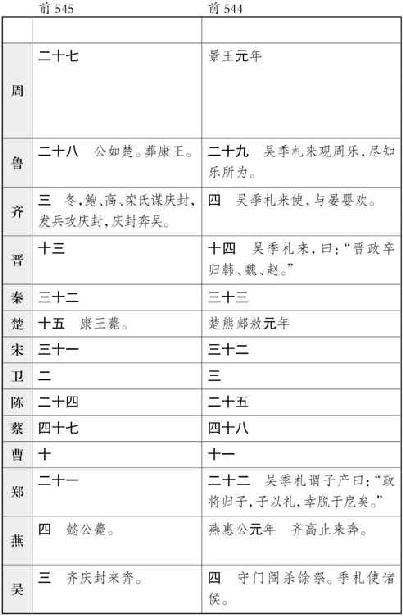 前 545
前 544
周
二十七
景王元年
鲁
二十八 公如楚。葬康王。
二十九 吴季札来观周乐,尽知
乐所为。
齐
三 冬,鲍、高、栾氏谋庆封,
发兵攻庆封,庆封奔吴。
四 吴季札来使,与晏婴欢。
晋
十三
十四 吴季札来,曰:“晋政卒
归韩、魏、赵。”
秦
三十二
三十三
楚
十五 康王薨。
楚熊郏敖元年
宋
三十一
三十二
卫
二
三
陈
二十四
二十五
蔡
四十七
四十八
曹
十
十一
郑
二十一
二十二 吴季札谓子产曰:“政
将归子,子以礼,幸脱于厄矣。”
燕
四 懿公薨。
燕惠公元年 齐高止来奔。
吴
三 齐庆封来奔。
四 守门阍杀馀祭。季札使诸
侯。